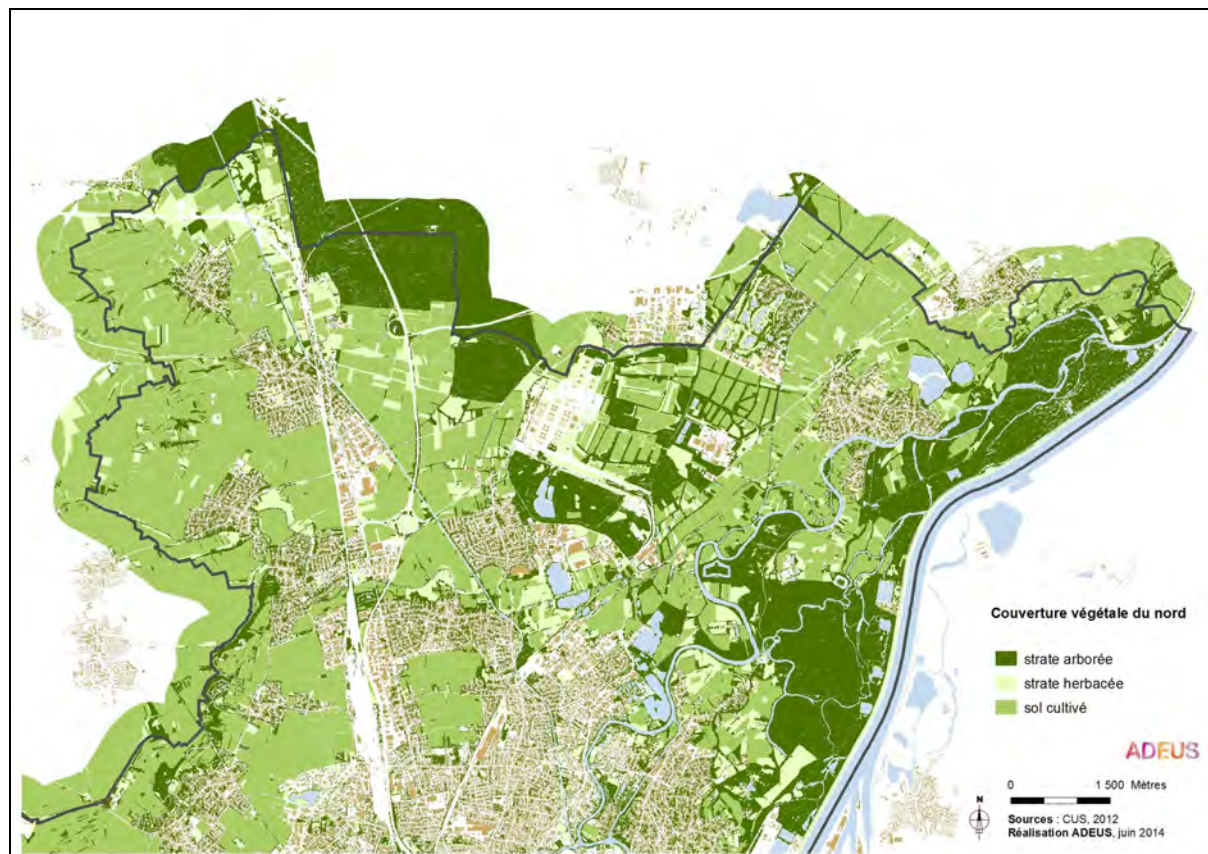 Couverture végétale du nord
strate arborée
strate herbacée
sol cultivé
ADEUS
0 1 500 Mètres
N
Sources : CUS, 2012
Réalisation ADEUS, juin 2014